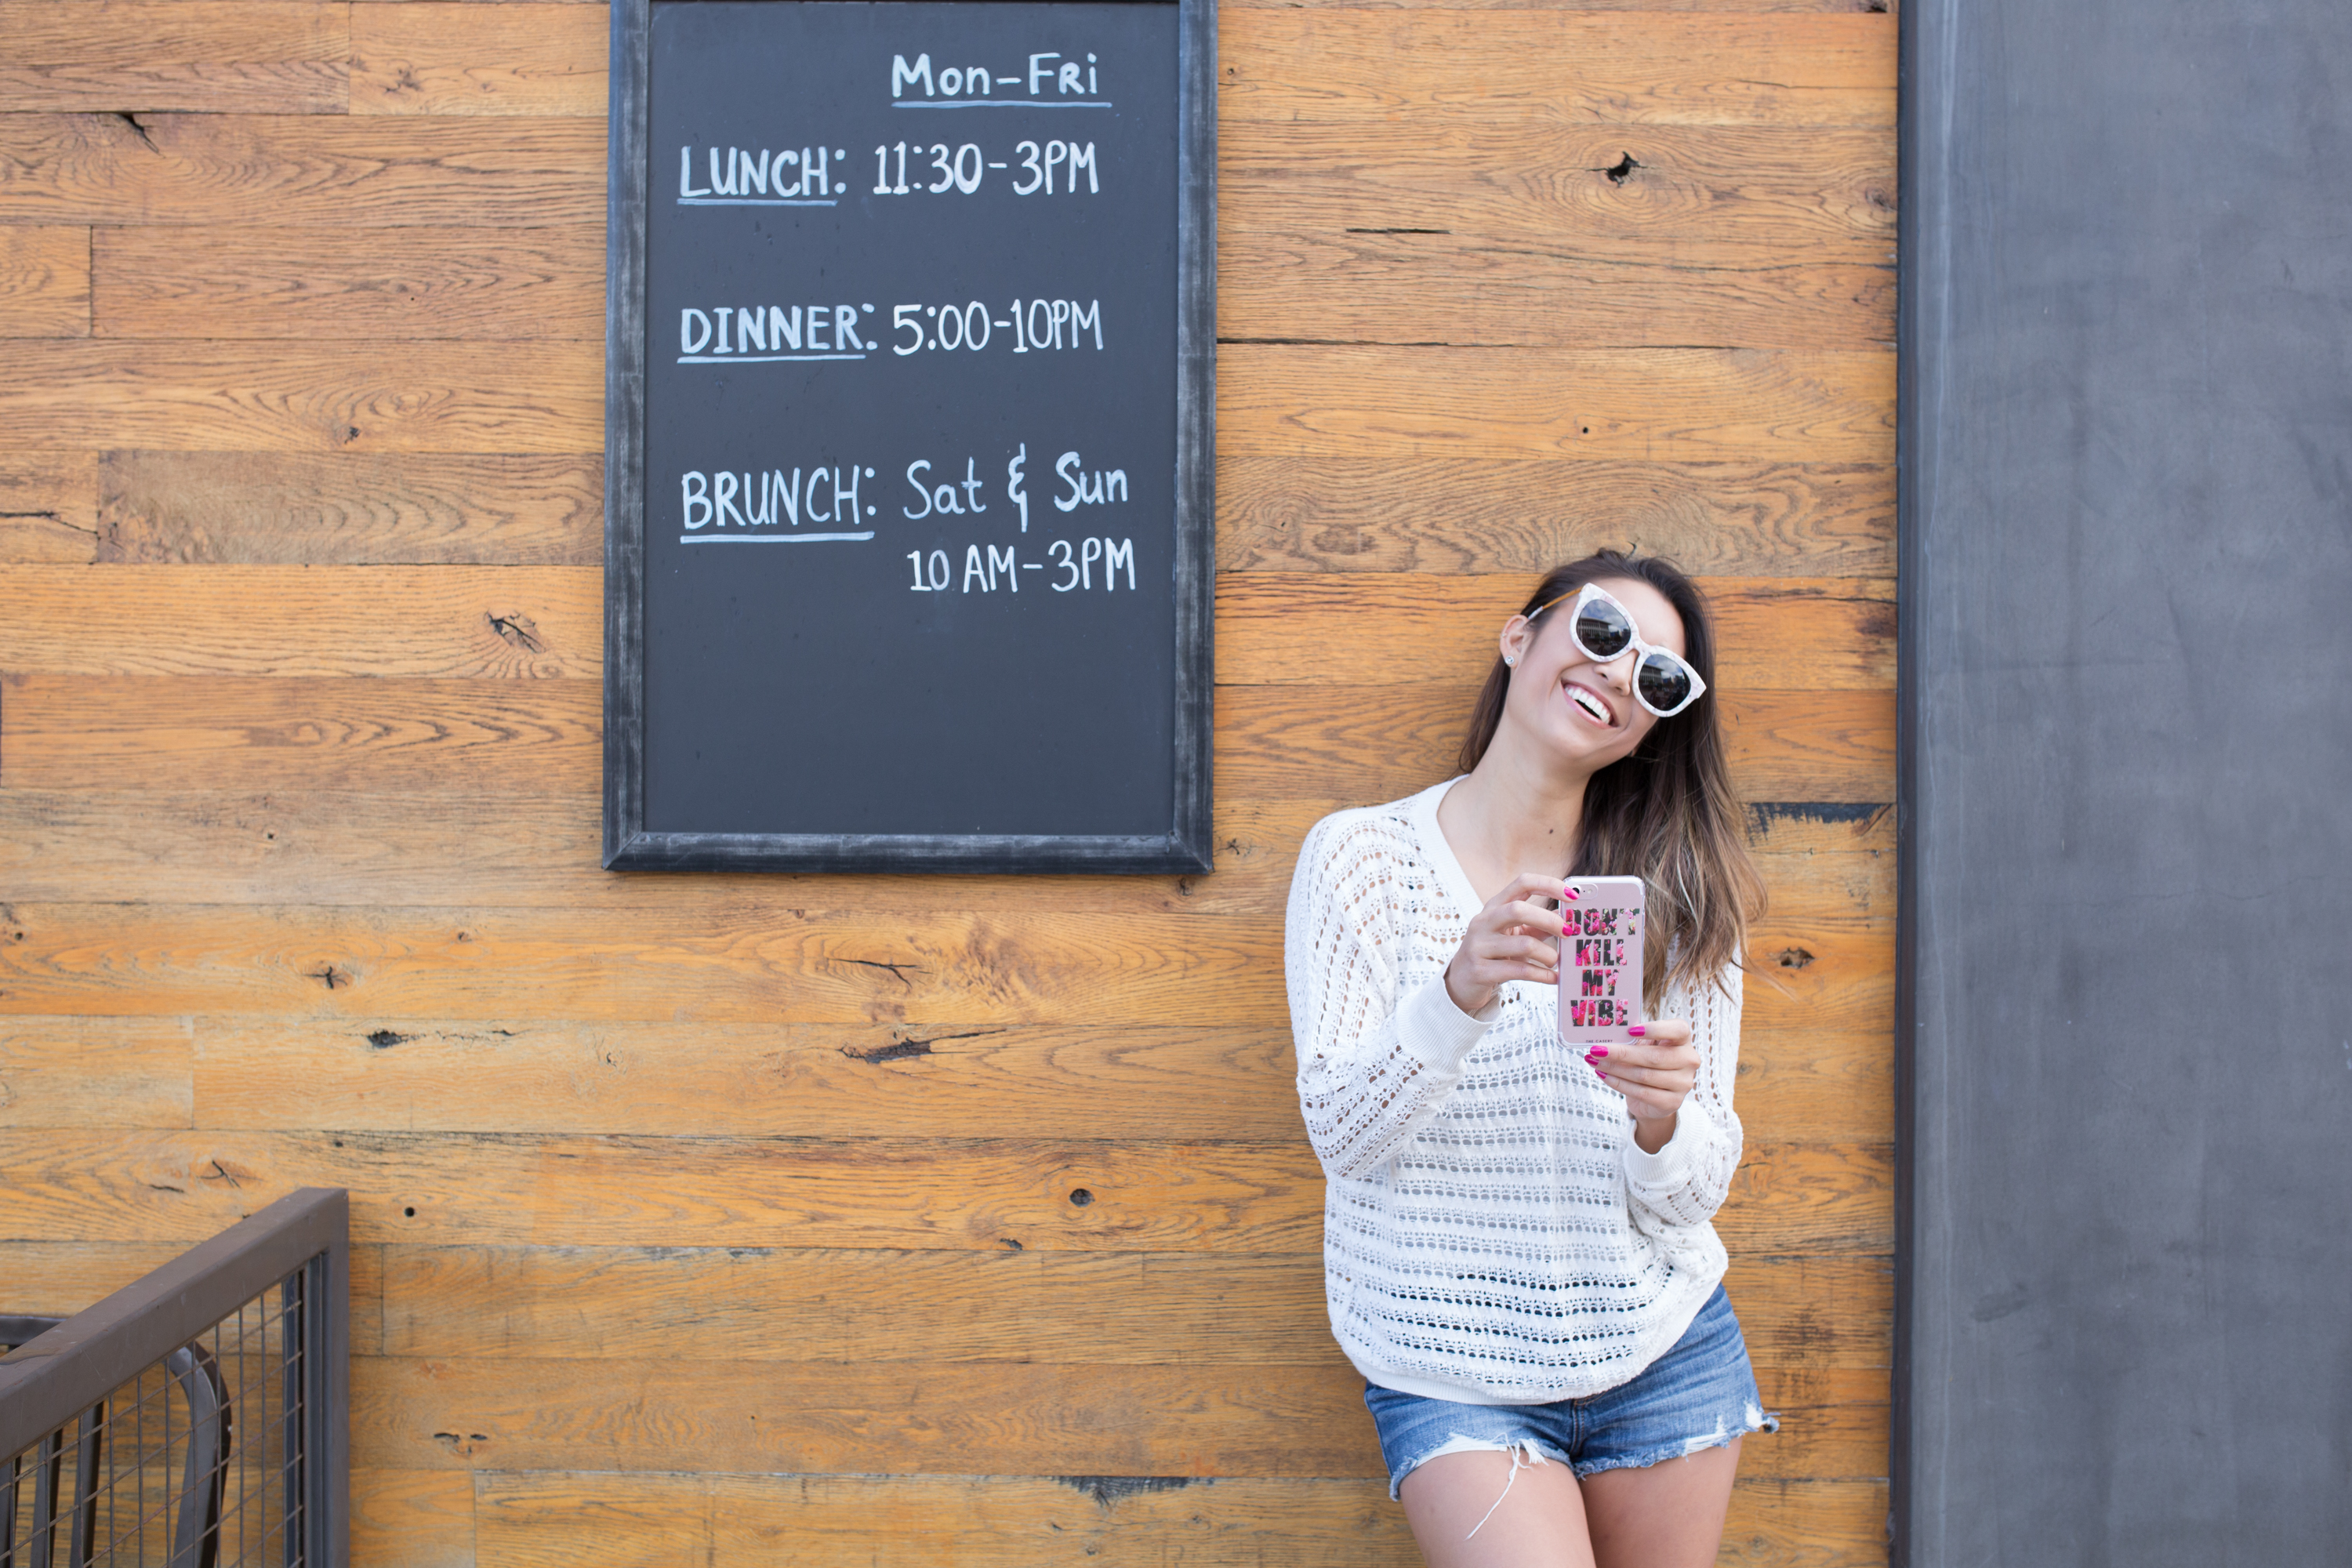 Mon-Fri
LUNCH: 11:30-3PM
DINNER: 5:00-10PM
BRUNCH: Sat & Sun
10 AM-3PM
DON'T
KILL
MY
VIBE